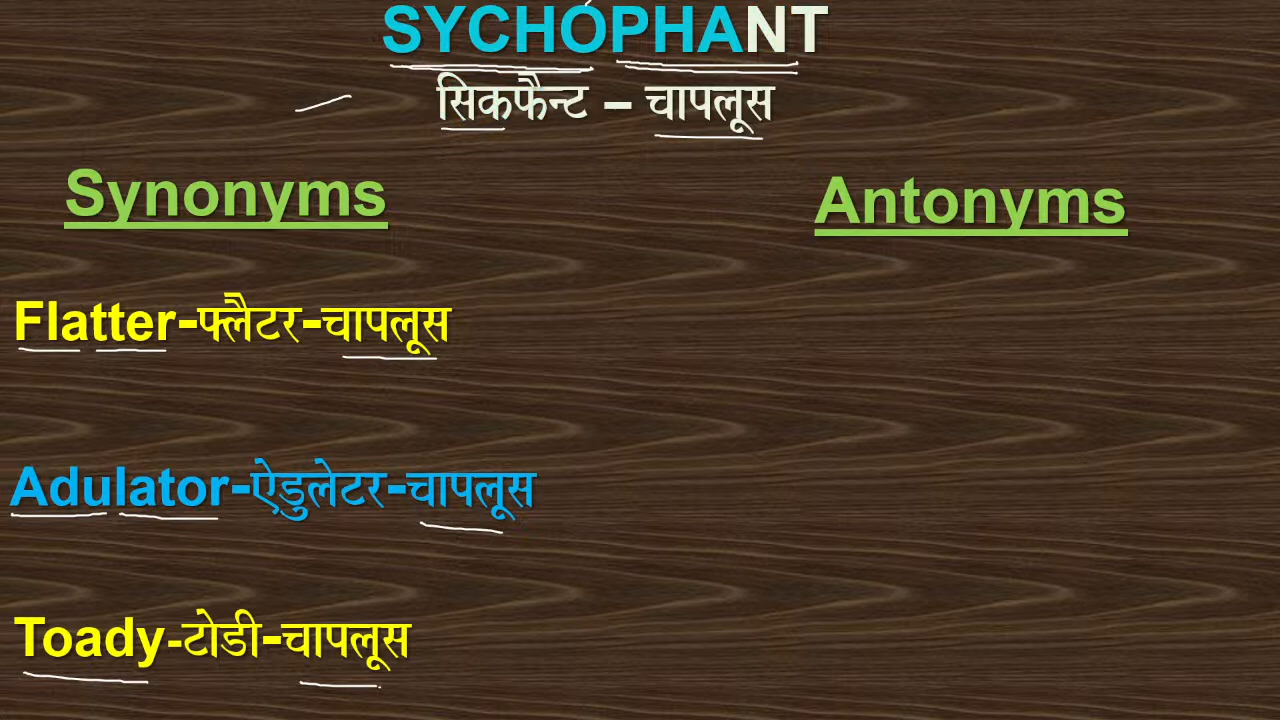 SYCHOPHANT
सिकफैन्ट – चापलूस
Synonyms
Antonyms
Flatter-फ्लैटर-चापलूस
Adulator-ऐडुलेटर-चापलूस
Toady-टोडी-चापलूस